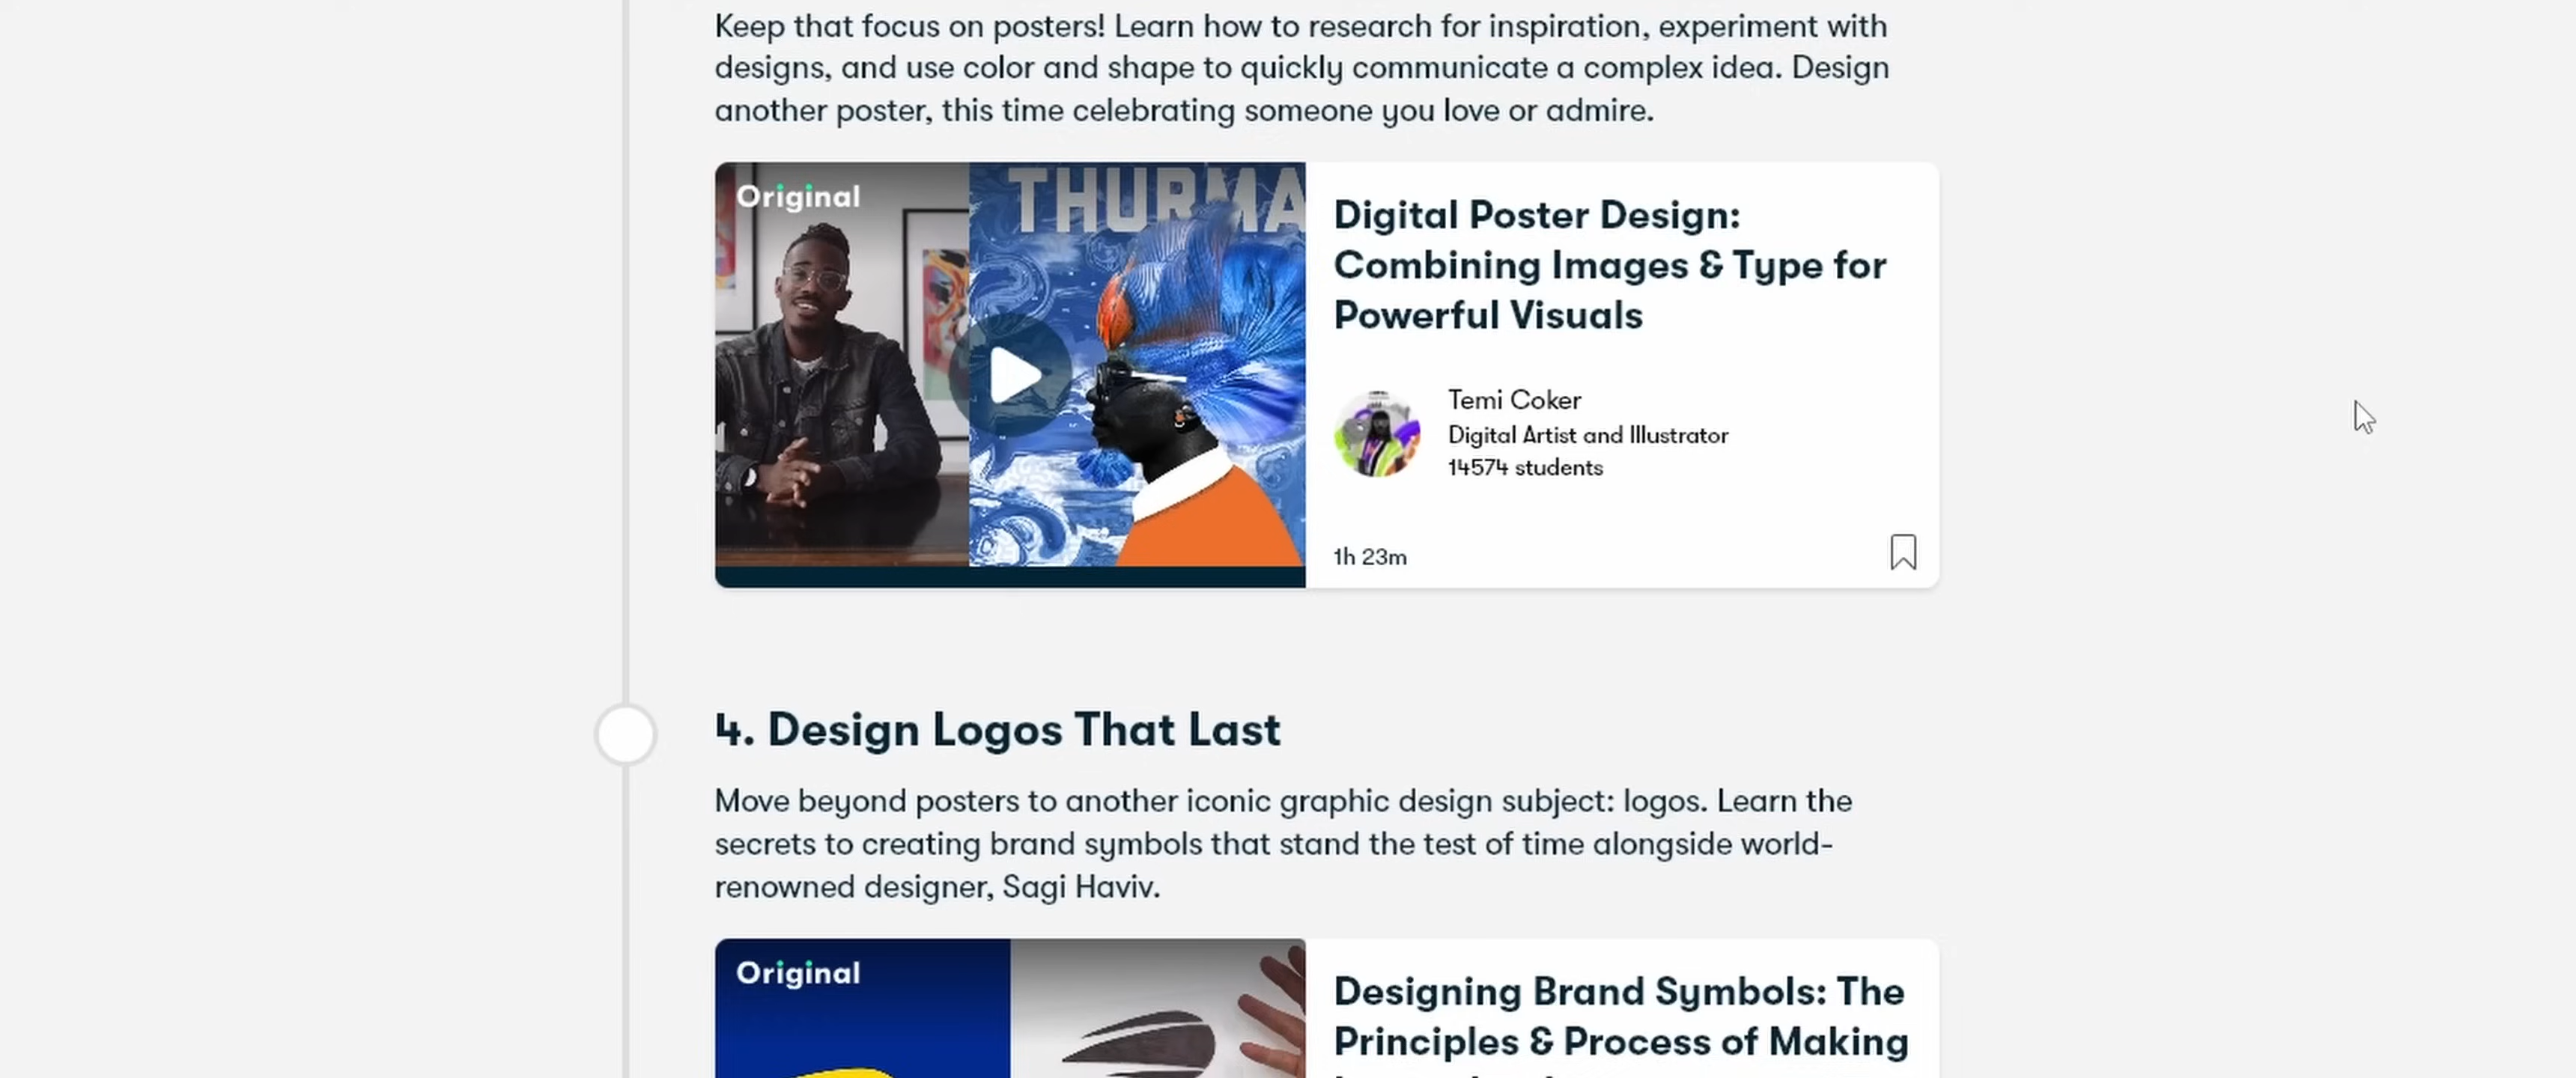 Keep that focus on posters! Learn how to research for inspiration, experiment with
designs, and use color and shape to quickly communicate a complex idea. Design
another poster, this time celebrating someone you love or admire.
Original
THURMA
Digital Poster Design:
Combining Images & Type for
Powerful Visuals
Temi Coker
Digital Artist and Illustrator
14574 students
1h 23m
4. Design Logos That Last
Move beyond posters to another iconic graphic design subject: logos. Learn the
secrets to creating brand symbols that stand the test of time alongside world-
renowned designer, Sagi Haviv.
Original
Designing Brand Symbols: The
Principles & Process of Making